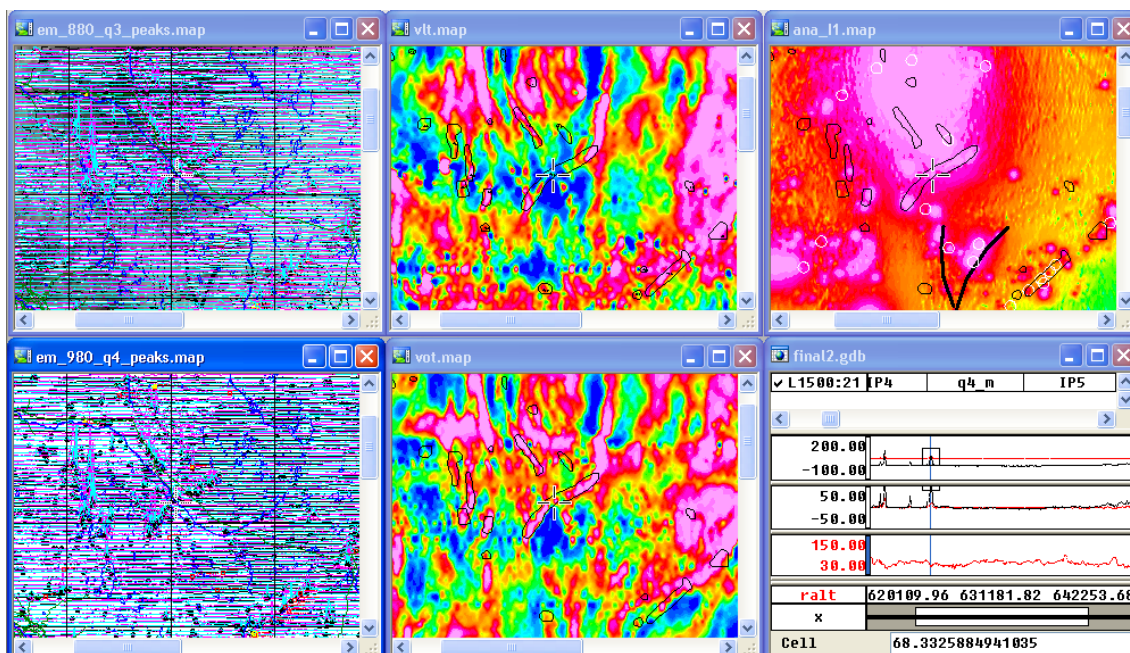 em_880_q3_peaks.map
vlt.map
ana_l1.map
em_980_q4_peaks.map
vot.map
final2.gdb
L1500:21 IP4 q4_m IP5
200.00
-100.00
50.00
-50.00
150.00
30.00
ralt 620109.96 631181.82 642253.68
x
Cell 68.3325884941035